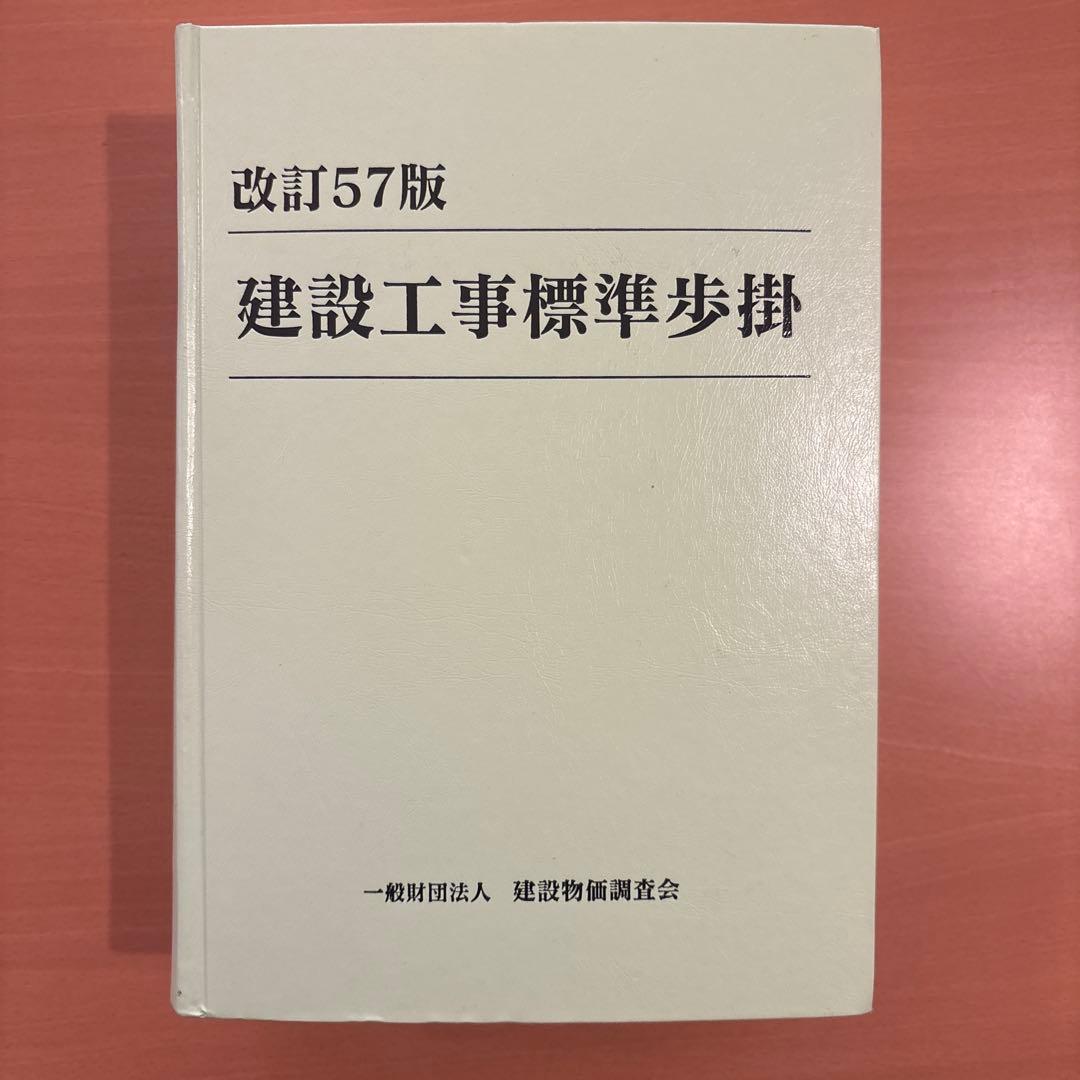 改訂57版
建設工事標準歩掛
一般財団法人 建設物価調査会